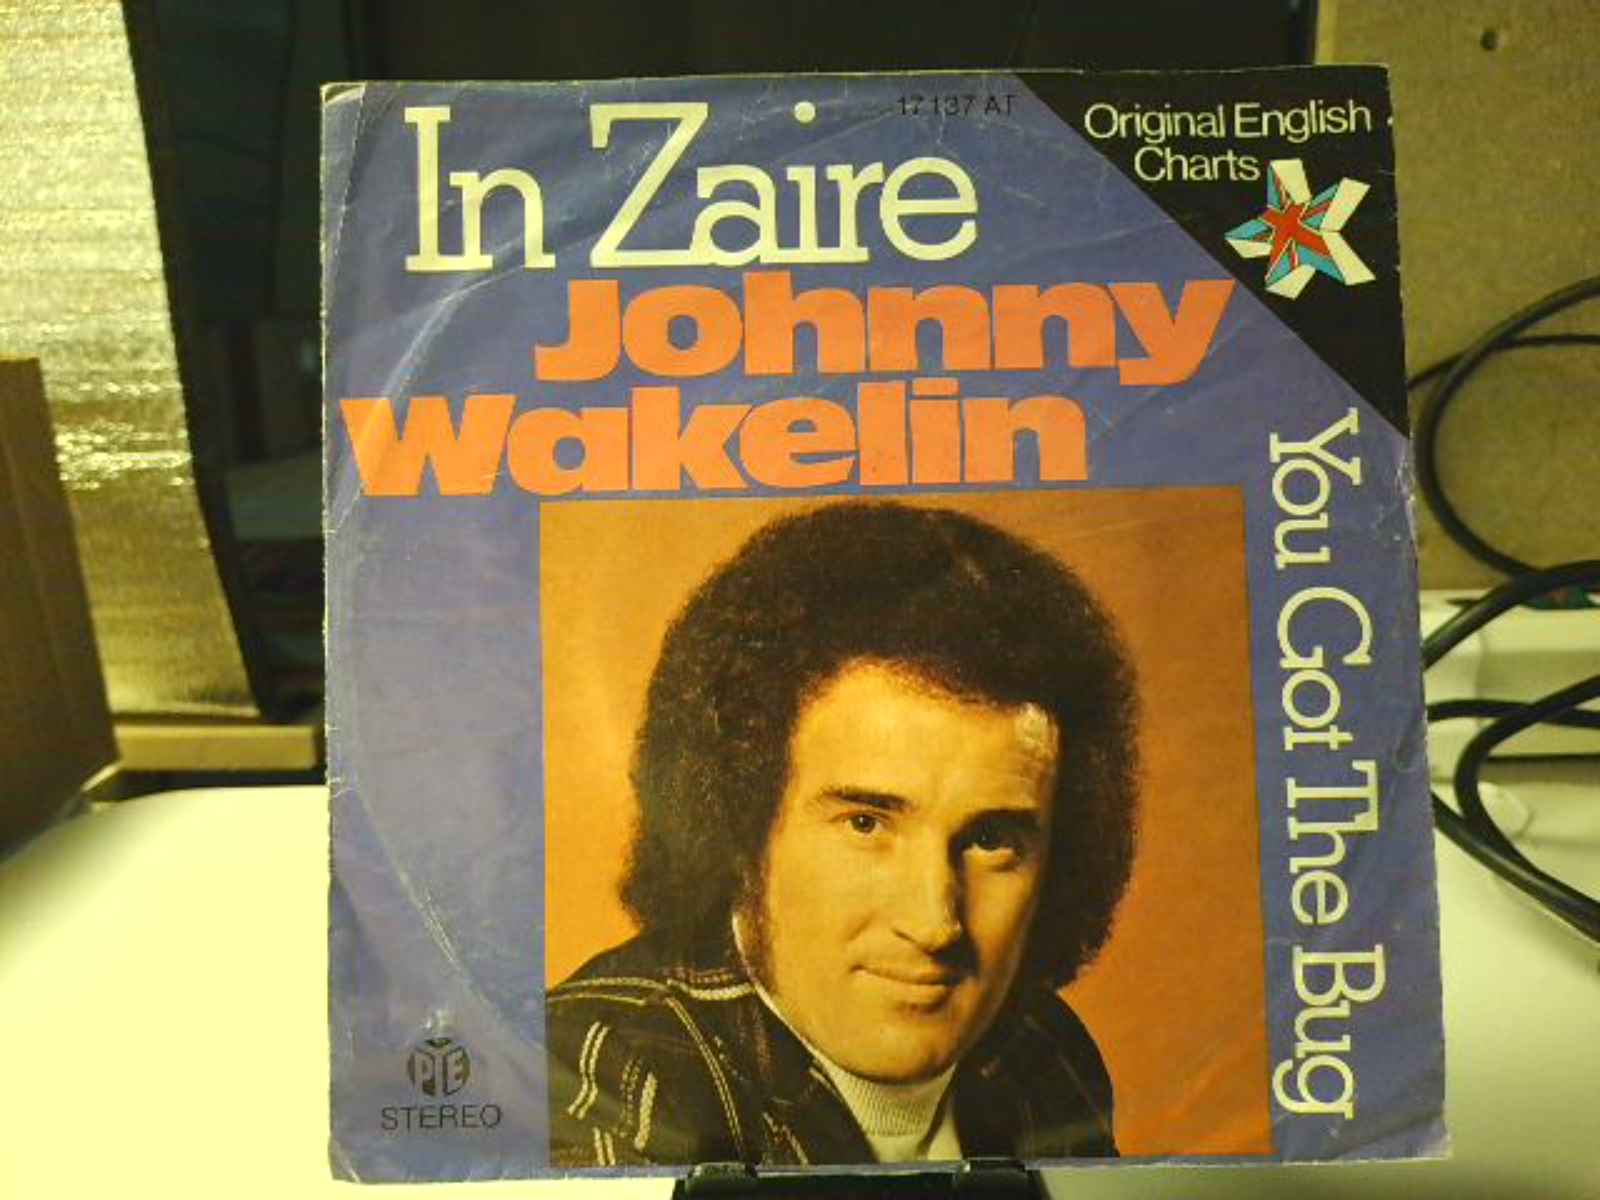 In Zaire
17 137 AT
Original English
Charts
Johnny
Wakelin
You Got The Bug
PYE
STEREO